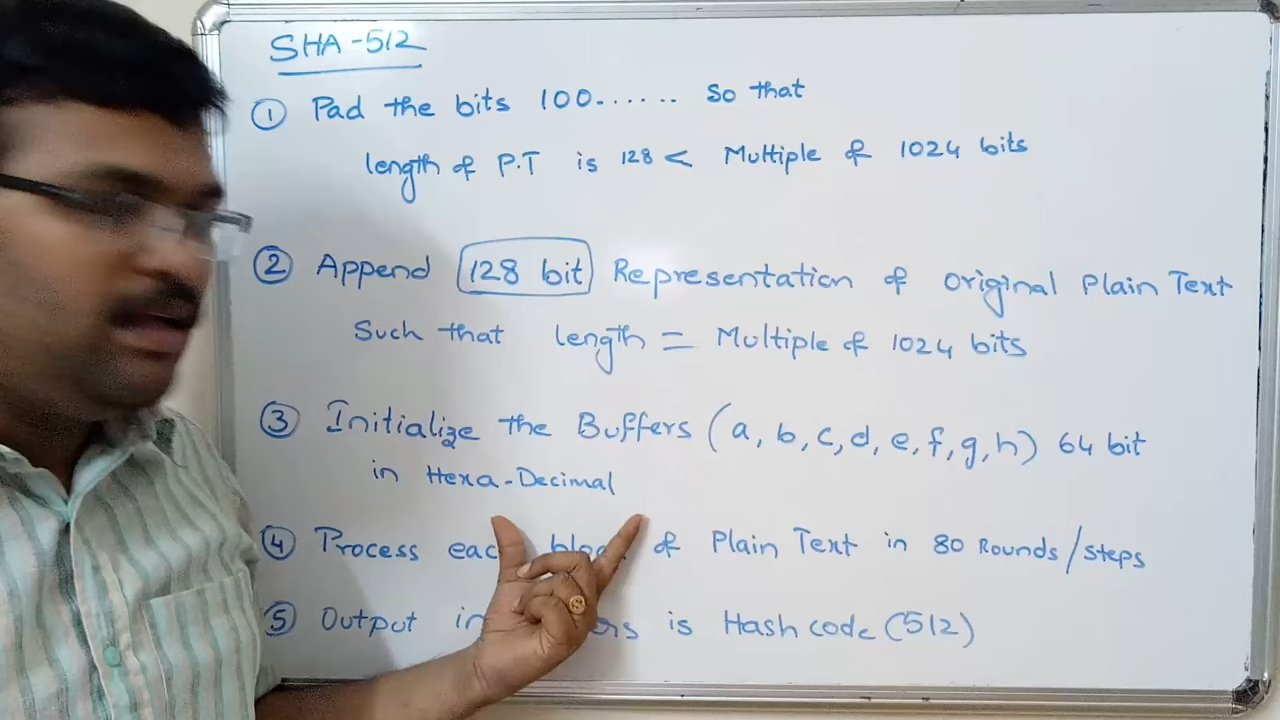 SHA-512
① Pad the bits 100....... so that
length of P.T is 128 < Multiple of 1024 bits
② Append 128 bit Representation of original Plain Text
Such that length = Multiple of 1024 bits
③ Initialize the Buffers (a, b, c, d, e, f, g, h) 64 bit
in Hexa-Decimal
④ Process of Plain Text in 80 Rounds/steps
⑤ Output is Hash code (512)